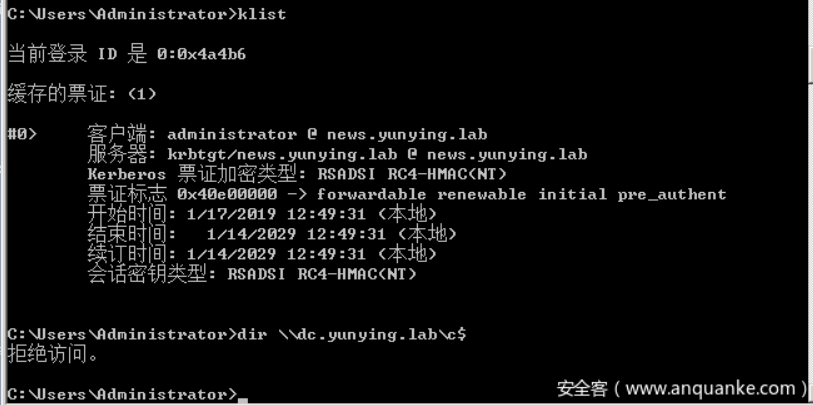 C:\Users\Administrator>klist
当前登录 ID 是 0:0x4a4b6
缓存的票证: (1)
#0>     客户端: administrator @ news.yunying.lab
        服务器: krbtgt/news.yunying.lab @ news.yunying.lab
        Kerberos 票证加密类型: RSADSI RC4-HMAC(NT)
        票证标志 0x40e00000 -> forwardable renewable initial pre_authent
        开始时间: 1/17/2019 12:49:31 (本地)
        结束时间:   1/14/2029 12:49:31 (本地)
        续订时间: 1/14/2029 12:49:31 (本地)
        会话密钥类型: RSADSI RC4-HMAC(NT)
C:\Users\Administrator>dir \\dc.yunying.lab\c$
拒绝访问。
C:\Users\Administrator>
安全客（www.anquanke.com）